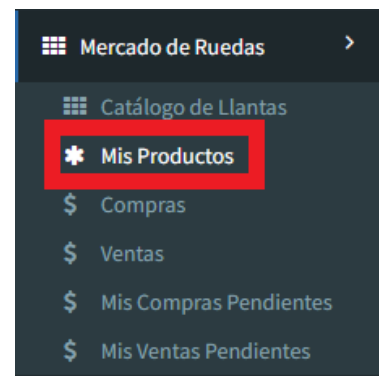 Mercado de Ruedas
Catálogo de Llantas
Mis Productos
$ Compras
$ Ventas
$ Mis Compras Pendientes
$ Mis Ventas Pendientes